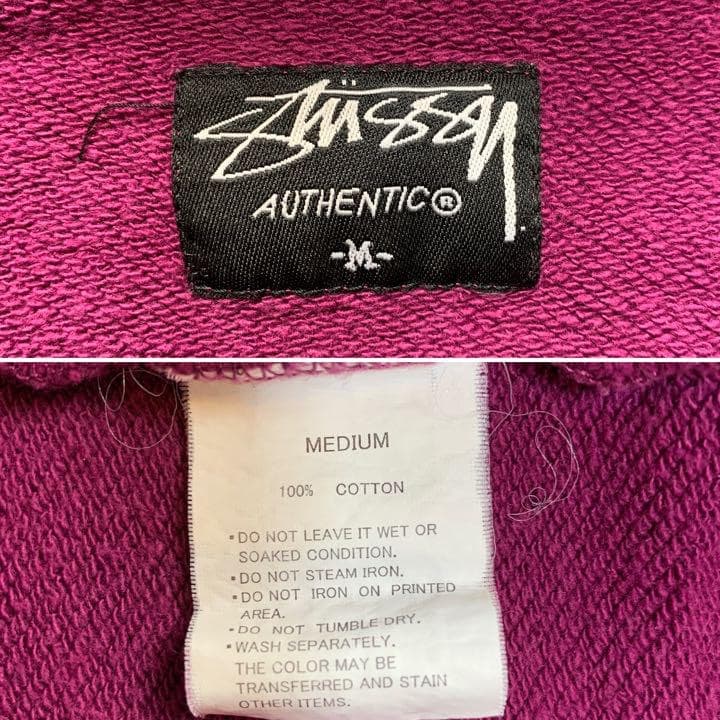 Stüssy
AUTHENTIC®
-M-
MEDIUM
100% COTTON
▪DO NOT LEAVE IT WET OR
SOAKED CONDITION.
▪DO NOT STEAM IRON.
▪DO NOT IRON ON PRINTED
AREA.
▪DO NOT TUMBLE DRY.
▪WASH SEPARATELY.
THE COLOR MAY BE
TRANSFERRED AND STAIN
OTHER ITEMS.